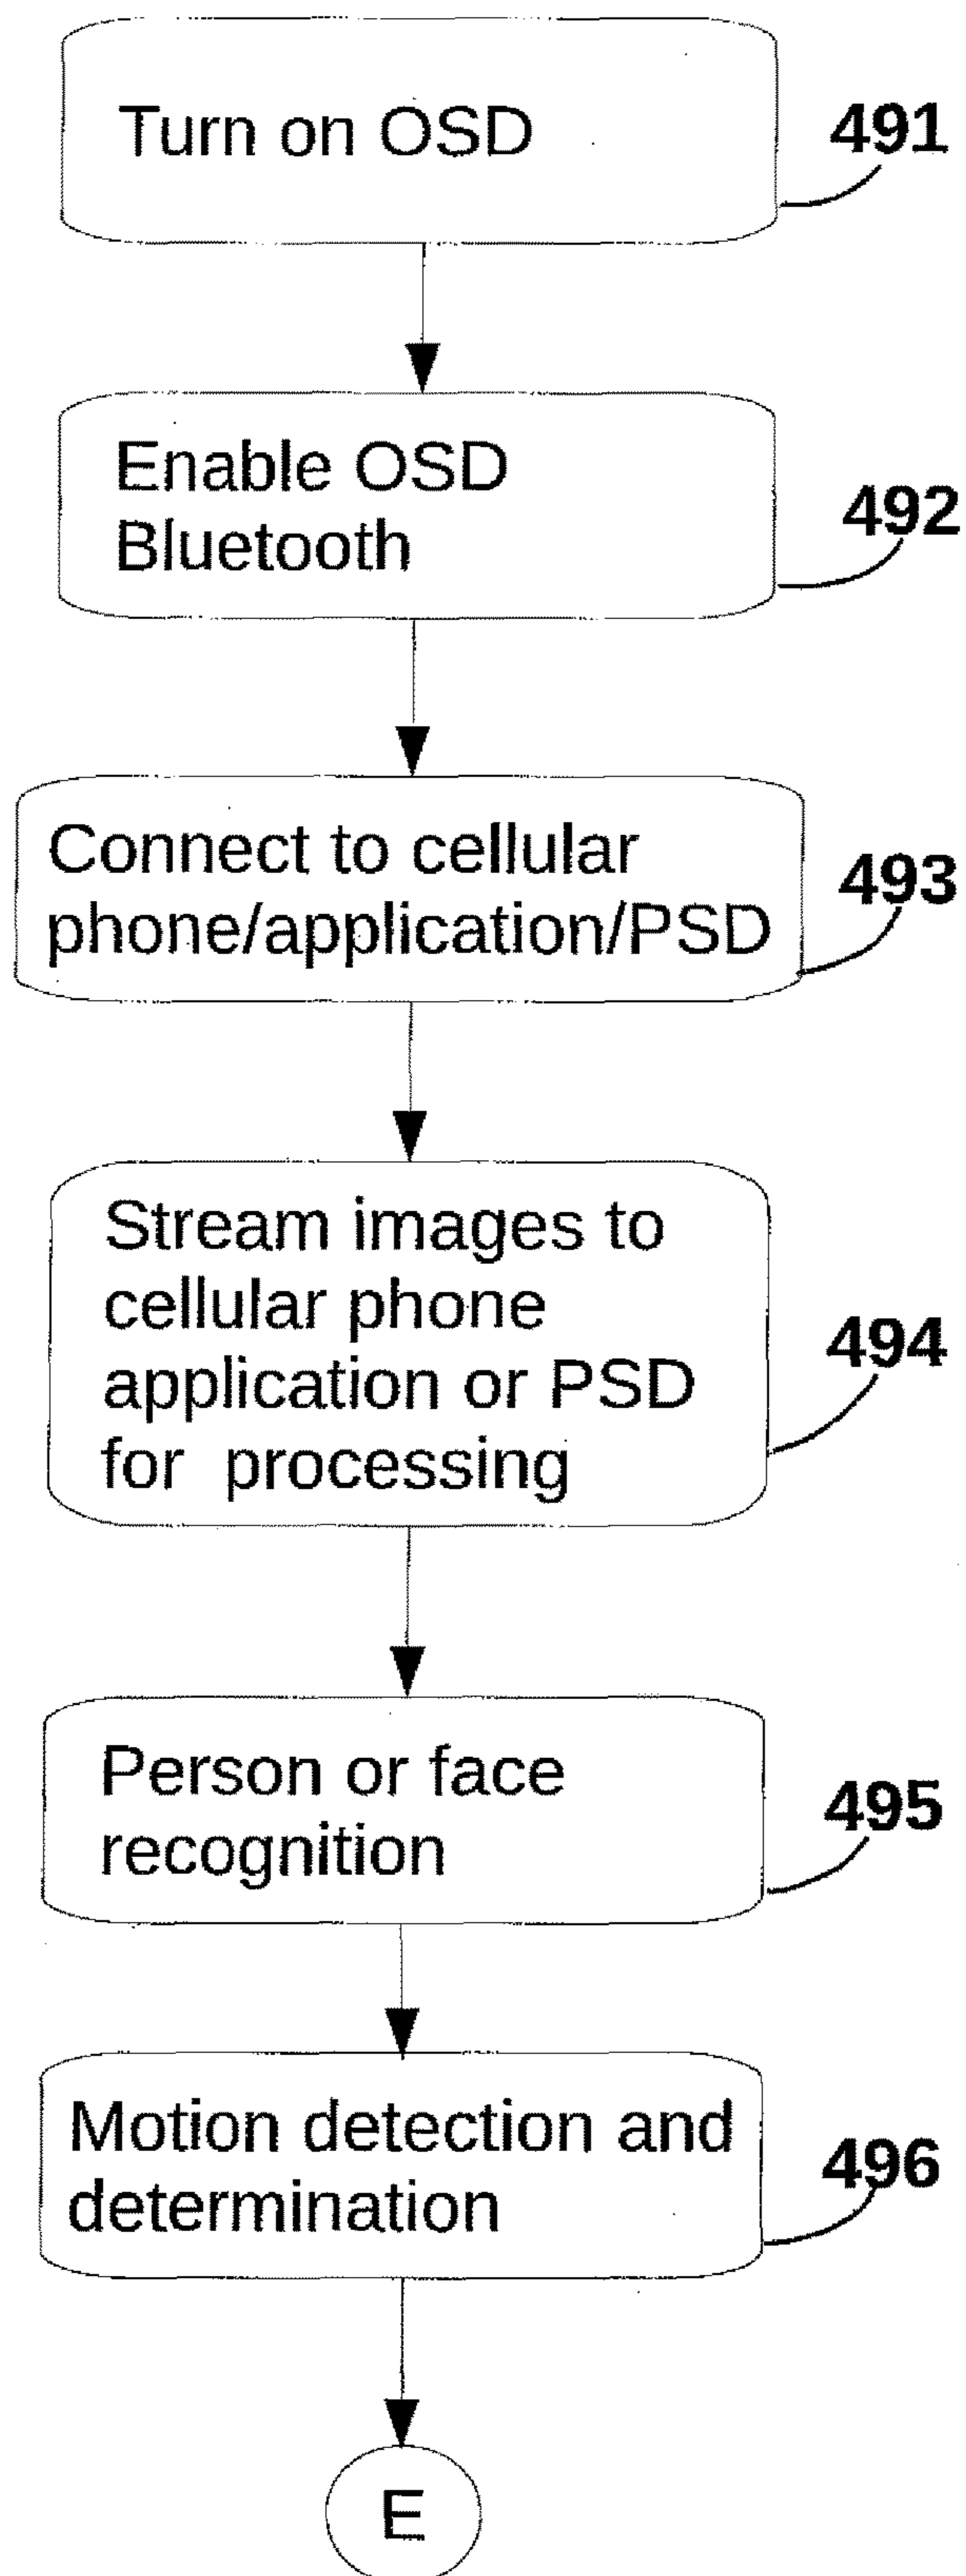 Turn on OSD
491
Enable OSD
Bluetooth
492
Connect to cellular
phone/application/PSD
493
Stream images to
cellular phone
application or PSD
for processing
494
Person or face
recognition
495
Motion detection and
determination
496
E